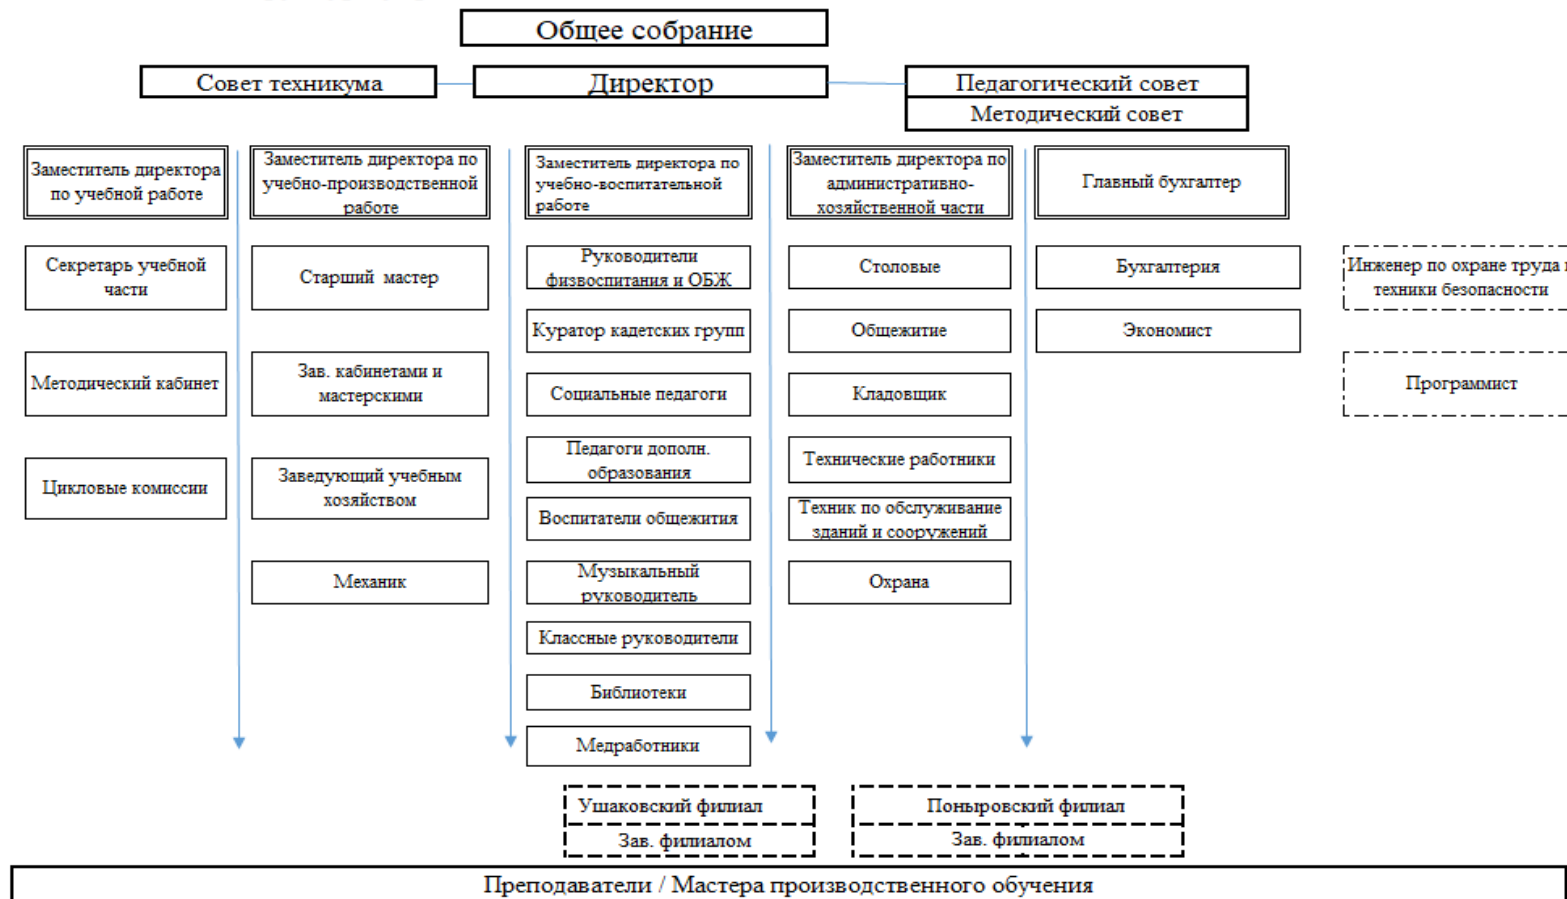 Общее собрание
Совет техникума
Директор
Педагогический совет
Методический совет
Заместитель директора
по учебной работе
Заместитель директора по
учебно-производственной
работе
Заместитель директора по
учебно-воспитательной
работе
Заместитель директора по
административно-
хозяйственной части
Главный бухгалтер
Секретарь учебной
части
Методический кабинет
Цикловые комиссии
Старший мастер
Зав. кабинетами и
мастерскими
Заведующий учебным
хозяйством
Механик
Руководители
физвоспитания и ОБЖ
Куратор кадетских групп
Социальные педагоги
Педагоги дополн.
образования
Воспитатели общежития
Музыкальный
руководитель
Классные руководители
Библиотеки
Медработники
Столовые
Общежитие
Кладовщик
Технические работники
Техник по обслуживание
зданий и сооружений
Охрана
Бухгалтерия
Экономист
Инженер по охране труда
техники безопасности
Программист
Ушаковский филиал
Зав. филиалом
Поныровский филиал
Зав. филиалом
Преподаватели / Мастера производственного обучения